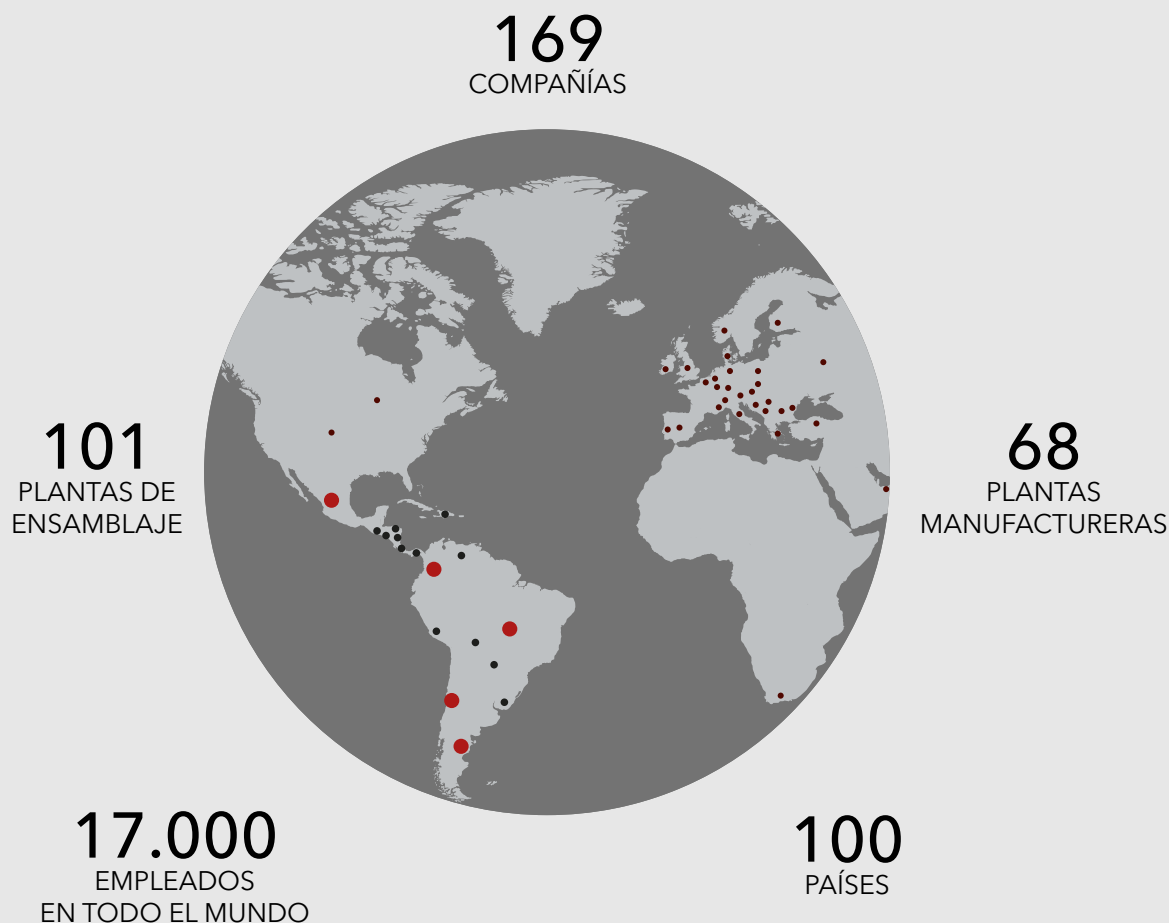 169
COMPAÑÍAS
101
PLANTAS DE
ENSAMBLAJE
68
PLANTAS
MANUFACTURERAS
17.000
EMPLEADOS
EN TODO EL MUNDO
100
PAÍSES